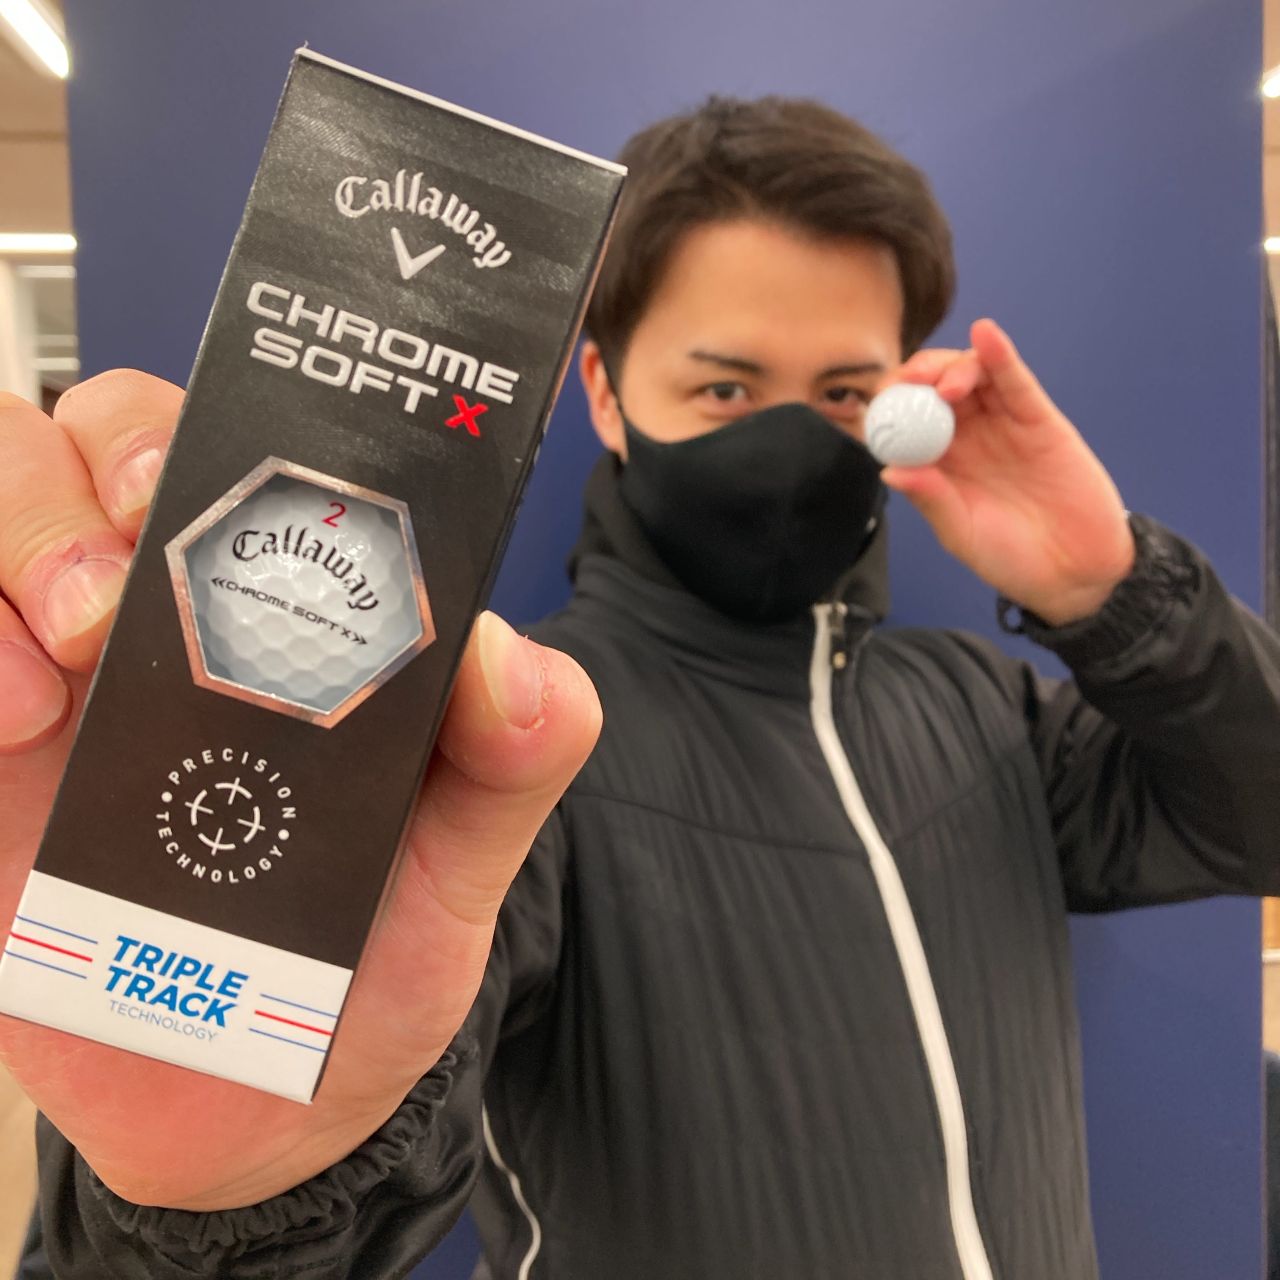 Callaway
CHROME
SOFT X
2
Callaway
CHROME SOFT X
PRECISION
TECHNOLOGY
TRIPLE
TRACK
TECHNOLOGY